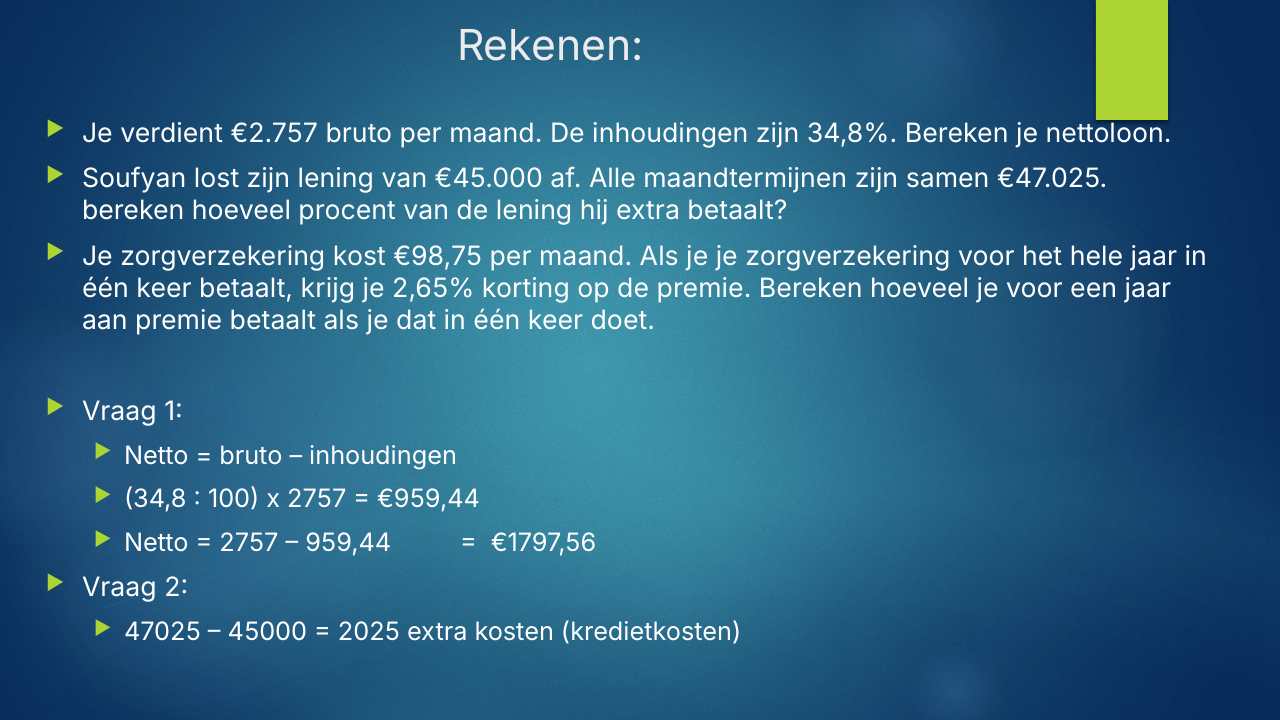 Rekenen:
Je verdient €2.757 bruto per maand. De inhoudingen zijn 34,8%. Bereken je nettoloon.
Soufyan lost zijn lening van €45.000 af. Alle maandtermijnen zijn samen €47.025.
bereken hoeveel procent van de lening hij extra betaalt?
Je zorgverzekering kost €98,75 per maand. Als je je zorgverzekering voor het hele jaar in
één keer betaalt, krijg je 2,65% korting op de premie. Bereken hoeveel je voor een jaar
aan premie betaalt als je dat in één keer doet.
Vraag 1:
Netto = bruto – inhoudingen
(34,8 : 100) x 2757 = €959,44
Netto = 2757 – 959,44 = €1797,56
Vraag 2:
47025 – 45000 = 2025 extra kosten (kredietkosten)